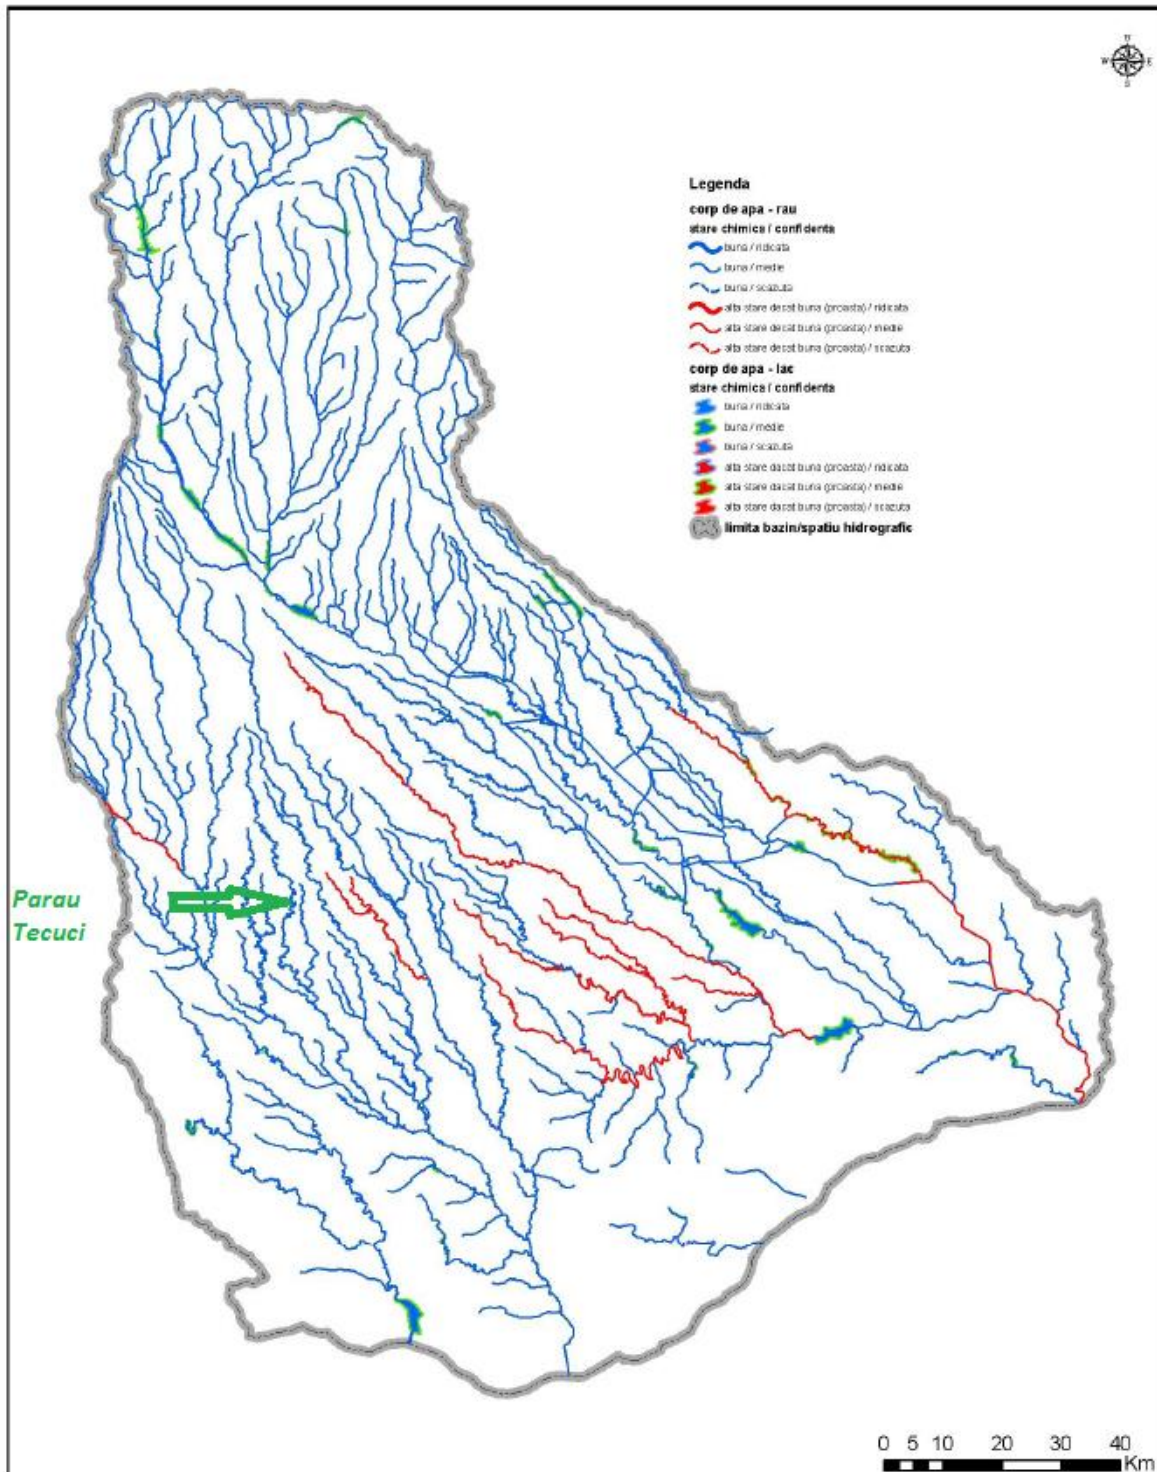 N
W E
S
Legenda
corp de apa - rau
stare chimica / confidenta
buna / ridicata
buna / medie
buna / scazuta
alta stare decat buna (proasta) / ridicata
alta stare decat buna (proasta) / medie
alta stare decat buna (proasta) / scazuta
corp de apa - lac
stare chimica / confidenta
buna / ridicata
buna / medie
buna / scazuta
alta stare decat buna (proasta) / ridicata
alta stare decat buna (proasta) / medie
alta stare decat buna (proasta) / scazuta
limita bazin/spatiu hidrografic
Parau
Tecuci
0 5 10 20 30 40
Km